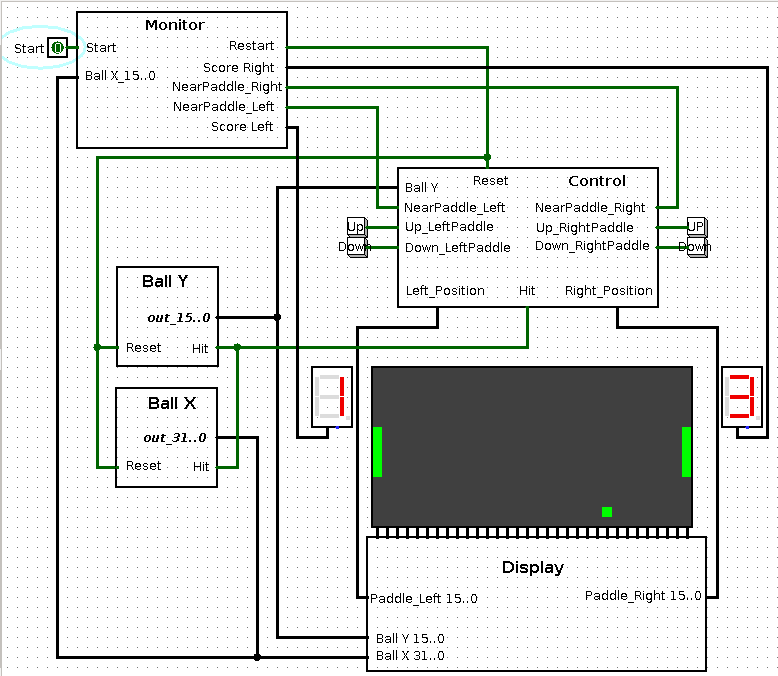 Monitor
Start
Start
Restart
Score Right
Ball X_15..0
NearPaddle_Right
NearPaddle_Left
Score Left
Reset
Control
Ball Y
NearPaddle_Left
NearPaddle_Right
Up
Up_LeftPaddle
Up_RightPaddle
UP
Down
Down_LeftPaddle
Down_RightPaddle
Down
Left_Position
Hit
Right_Position
Ball Y
out_15..0
Reset
Hit
Ball X
out_31..0
Reset
Hit
1
3
Display
Paddle_Left 15..0
Paddle_Right 15..0
Ball Y 15..0
Ball X 31..0